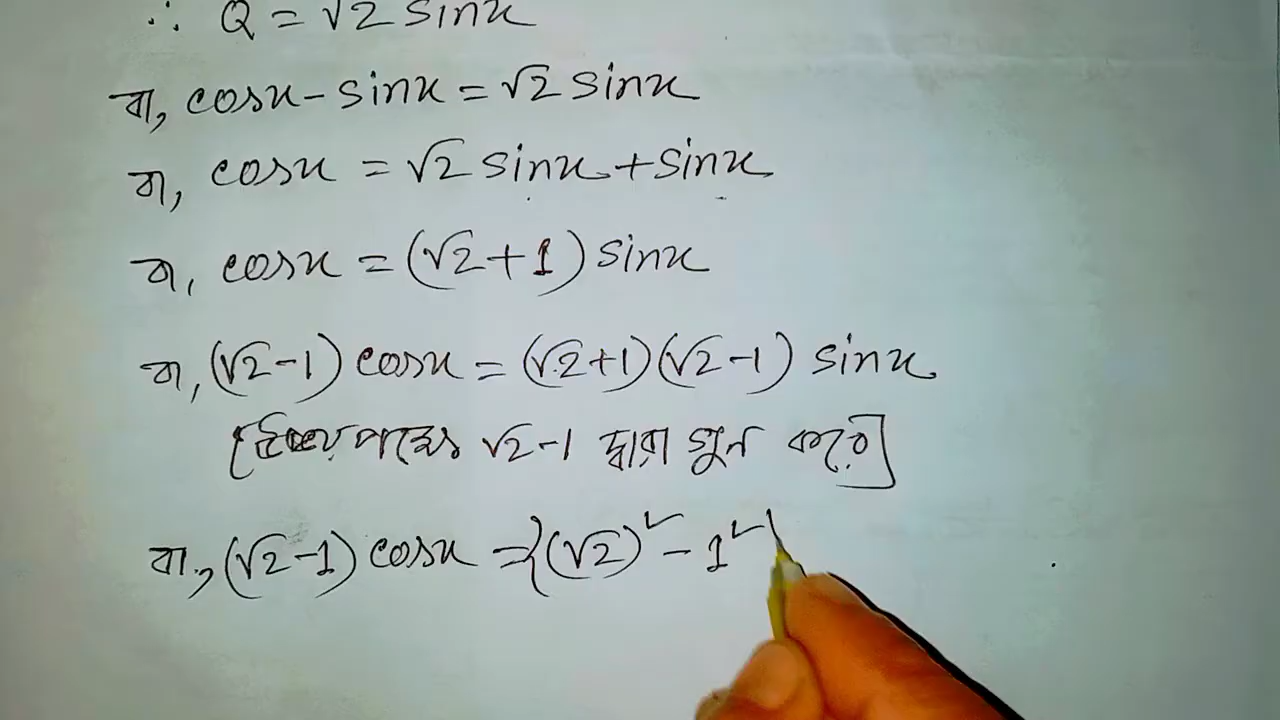 ∴ Q = √2 sinx
বা, cosx - sinx = √2 sinx
বা, cosx = √2 sinx + sinx
বা, cosx = (√2 + 1) sinx
বা, (√2 - 1) cosx = (√2 + 1)(√2 - 1) sinx
[উভয় পক্ষের √2 - 1 দ্বারা গুন করে]
বা, (√2 - 1) cosx = {(√2)² - 1²